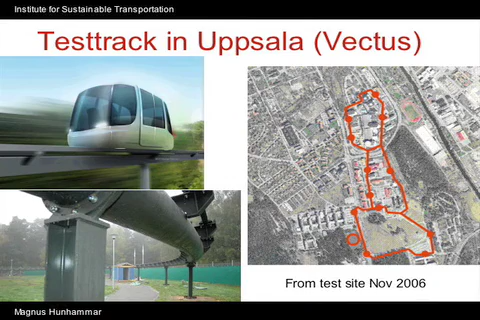 Institute for Sustainable Transportation
Testtrack in Uppsala (Vectus)
From test site Nov 2006
Magnus Hunhammar